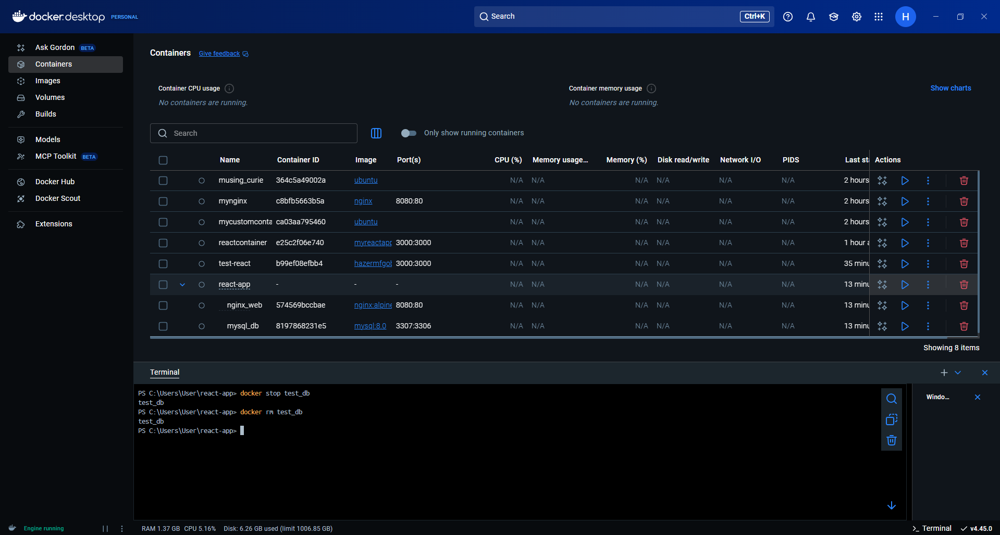 docker desktop PERSONAL
Search Ctrl+K
H
Ask Gordon BETA
Containers
Images
Volumes
Builds
Models
MCP Toolkit BETA
Docker Hub
Docker Scout
Extensions
Containers Give feedback
Container CPU usage
No containers are running.
Container memory usage
No containers are running.
Show charts
Search
Only show running containers
Name Container ID Image Port(s) CPU (%) Memory usage... Memory (%) Disk read/write Network I/O PIDS Last sta Actions
musing_curie 364c5a49002a ubuntu N/A N/A N/A N/A N/A N/A 2 hours
mynginx c8bfb5663b5a nginx 8080:80 N/A N/A N/A N/A N/A N/A 2 hours
mycustomconta ca03aa795460 ubuntu N/A N/A N/A N/A N/A N/A 2 hours
reactcontainer e25c2f06e740 myreactapp 3000:3000 N/A N/A N/A N/A N/A N/A 1 hour a
test-react b99ef08efbb4 hazermfgob 3000:3000 N/A N/A N/A N/A N/A N/A 35 minu
react-app - - - N/A N/A N/A N/A N/A N/A 13 minu
nginx_web 574569bccbae nginx:alpine 8080:80 N/A N/A N/A N/A N/A N/A 13 minu
mysql_db 8197868231e5 mysql:8.0 3307:3306 N/A N/A N/A N/A N/A N/A 13 minu
Showing 8 items
Terminal
PS C:\Users\User\react-app> docker stop test_db
test_db
PS C:\Users\User\react-app> docker rm test_db
test_db
PS C:\Users\User\react-app>
Windo...
Engine running
RAM 1.37 GB CPU 5.16% Disk: 6.26 GB used (limit 1006.85 GB)
Terminal v4.45.0